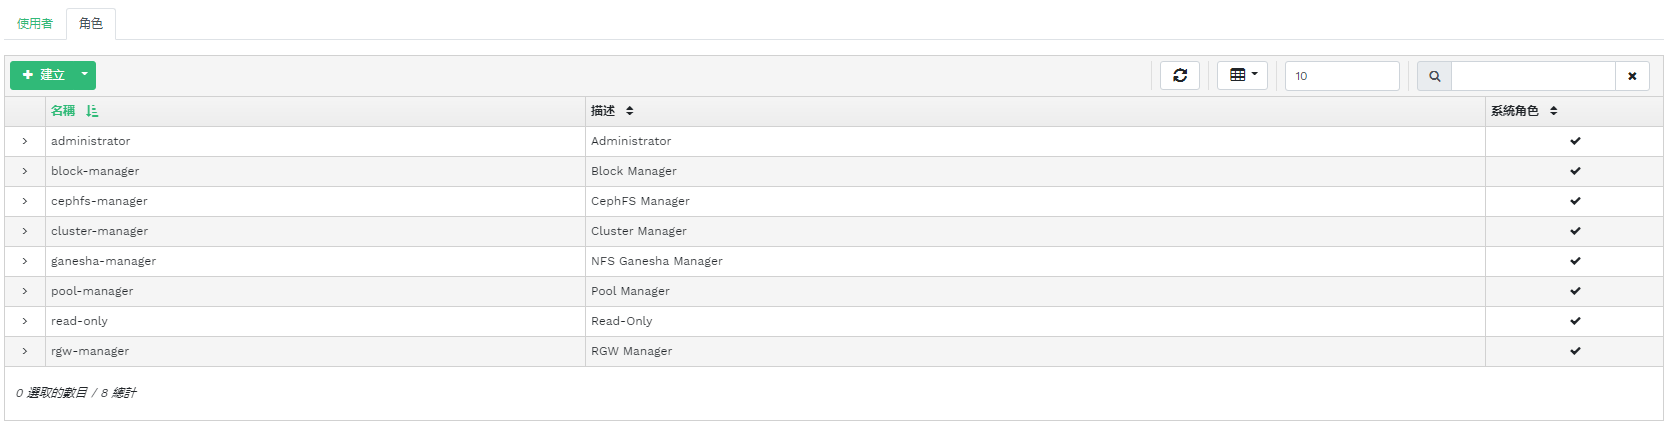 使用者 角色
建立 10
名稱 描述 系統角色
administrator Administrator
block-manager Block Manager
cephfs-manager CephFS Manager
cluster-manager Cluster Manager
ganesha-manager NFS Ganesha Manager
pool-manager Pool Manager
read-only Read-Only
rgw-manager RGW Manager
0 選取的數目 / 8 總計